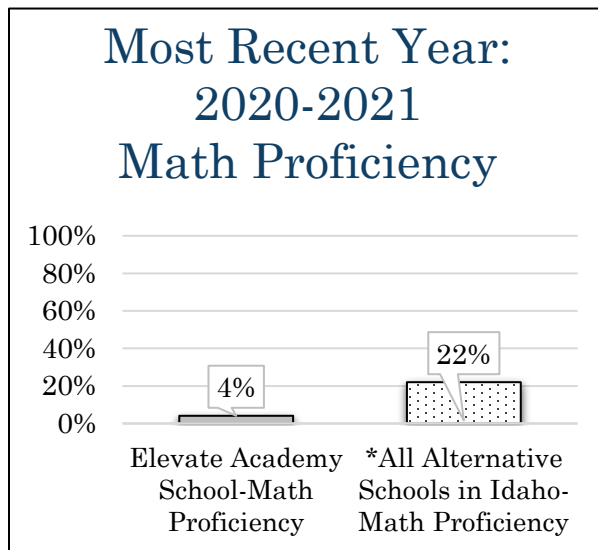 Most Recent Year:
2020-2021
Math Proficiency
100%
80%
60%
40%
20%
0%
4%
22%
Elevate Academy
School-Math
Proficiency
*All Alternative
Schools in Idaho-
Math Proficiency